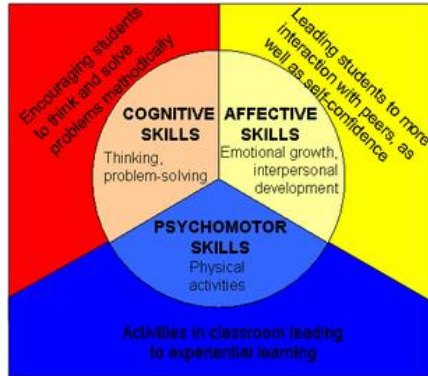 Encouraging students
to think and solve
problems methodically
Leading students to more
interaction with peers, as
well as self-confidence
COGNITIVE
SKILLS
Thinking,
problem-solving
AFFECTIVE
SKILLS
Emotional growth,
interpersonal
development
PSYCHOMOTOR
SKILLS
Physical
activities
Activities in classroom leading
to experiential learning